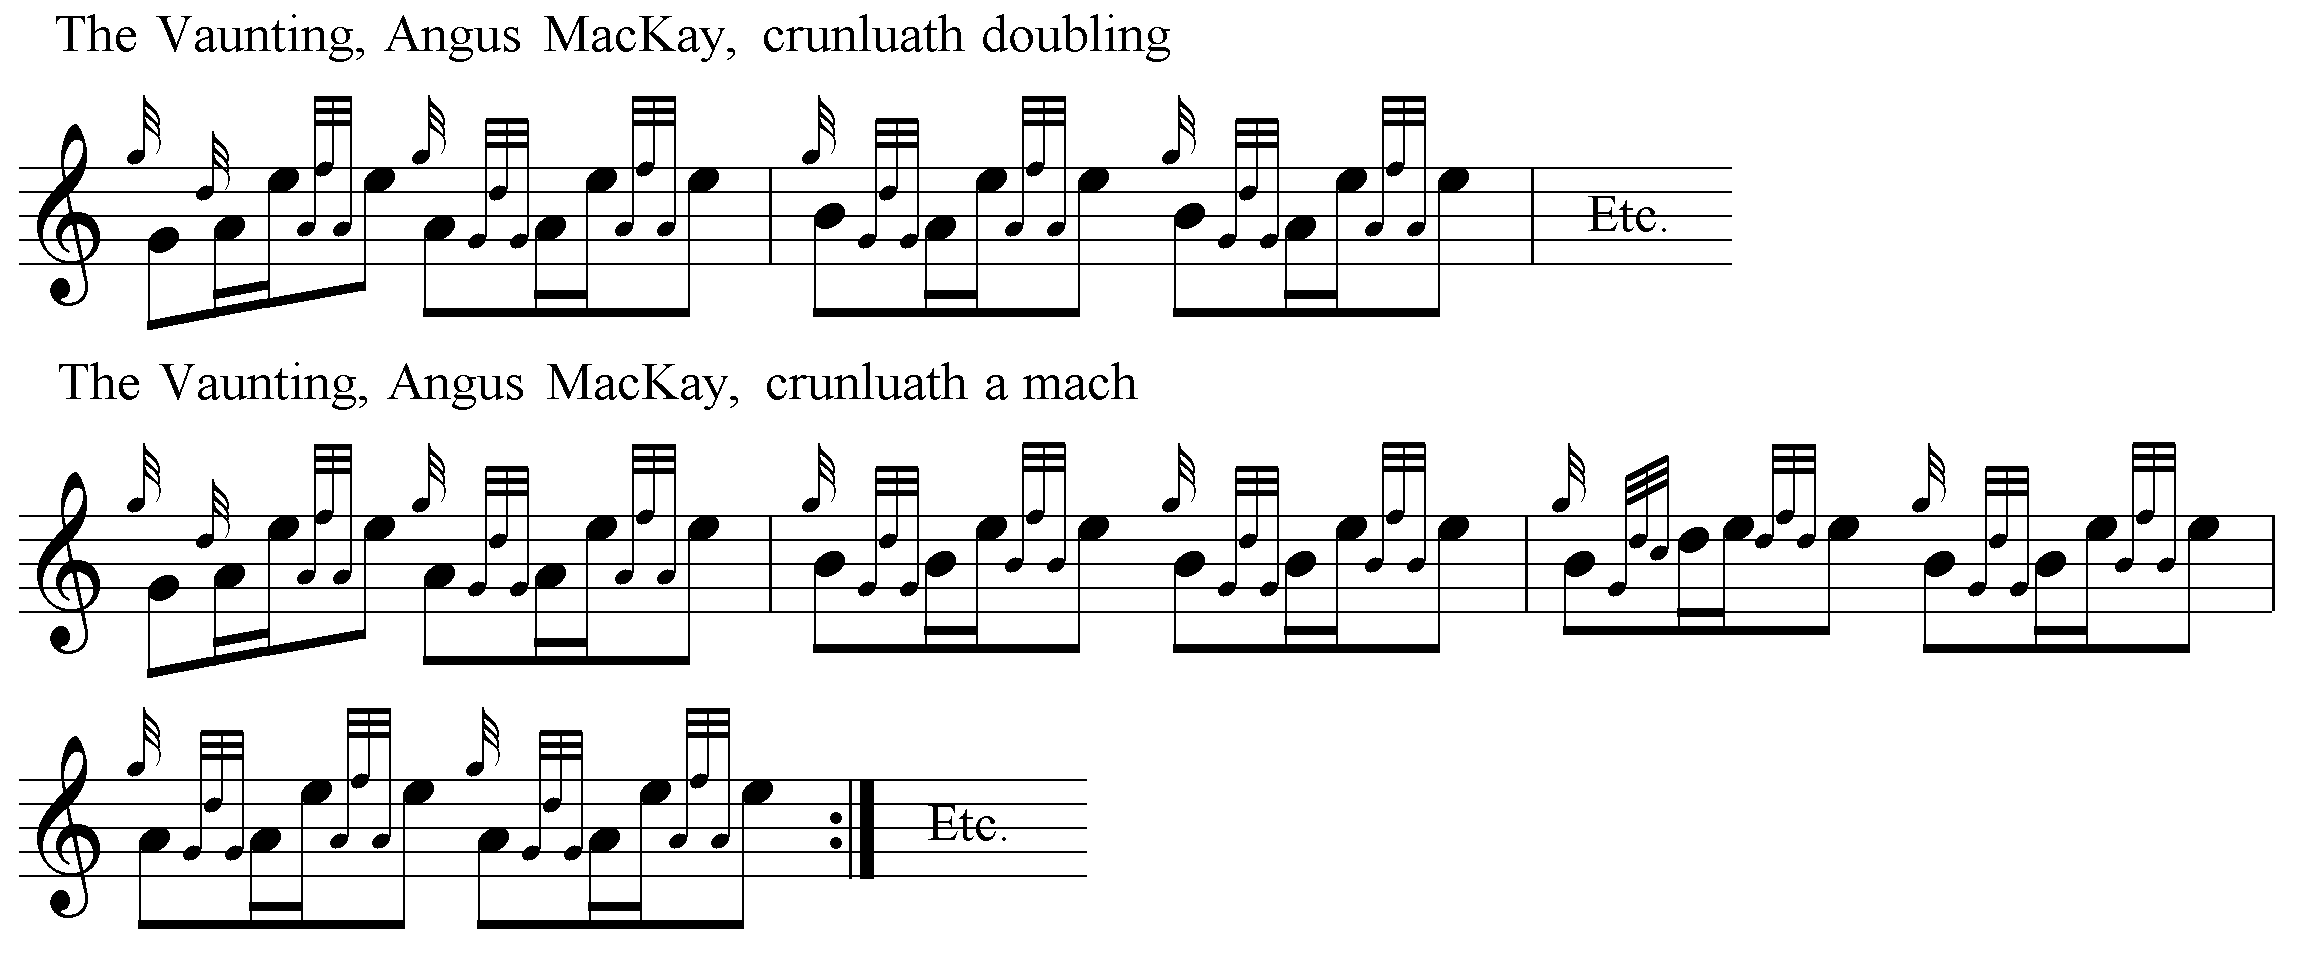 The Vaunting, Angus MacKay, crunluath doubling
Etc.
The Vaunting, Angus MacKay, crunluath a mach
Etc.